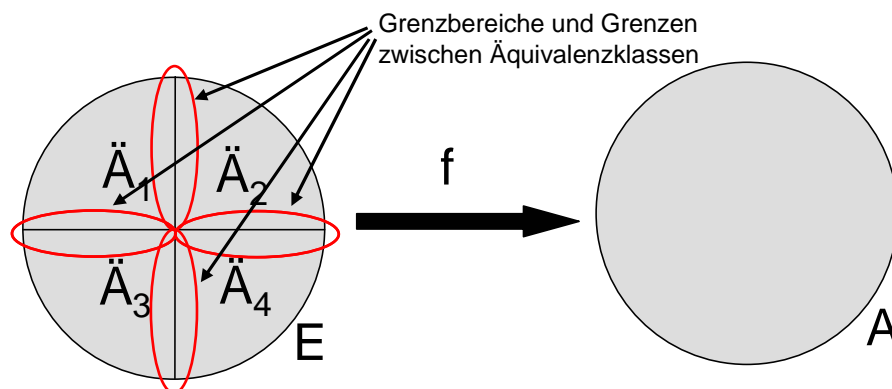 Grenzbereiche und Grenzen
zwischen Äquivalenzklassen
Ä1 Ä2
f
Ä3 Ä4
E
A